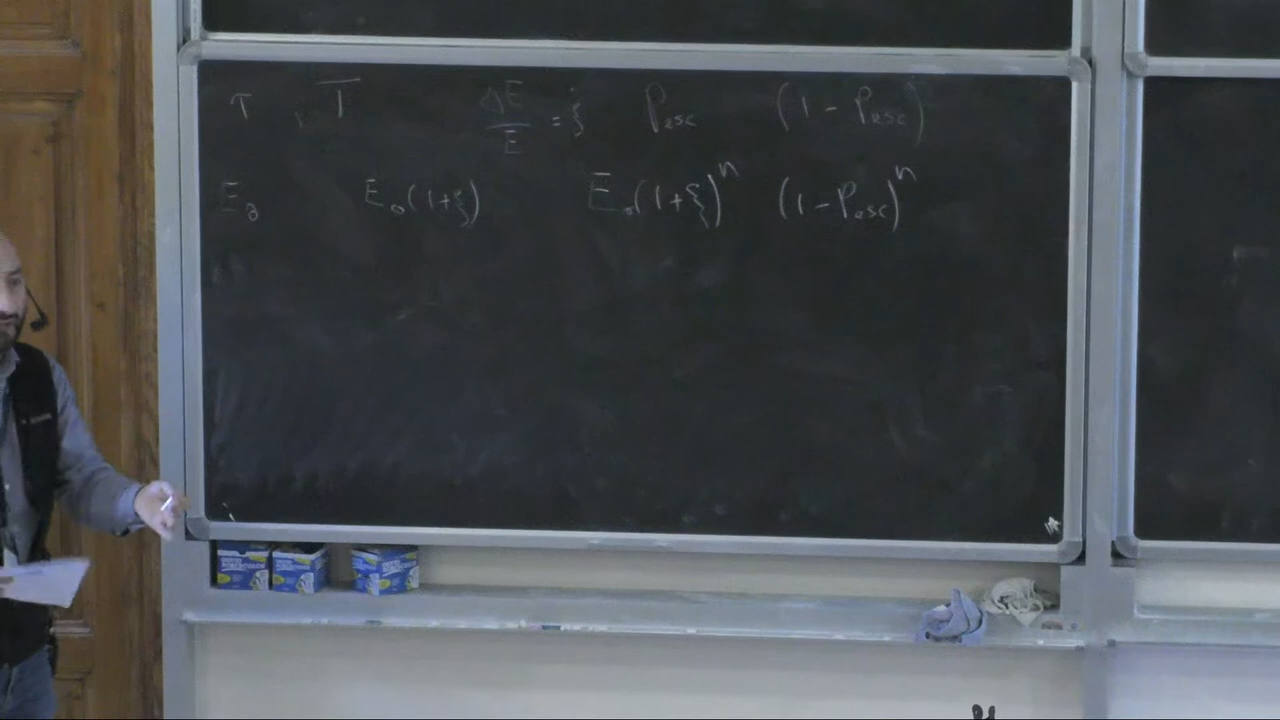 τ , T ΔE/E = ξ P_esc (1 - P_esc)
E_0 E_0(1+ξ) E_0(1+ξ)^n (1-P_esc)^n